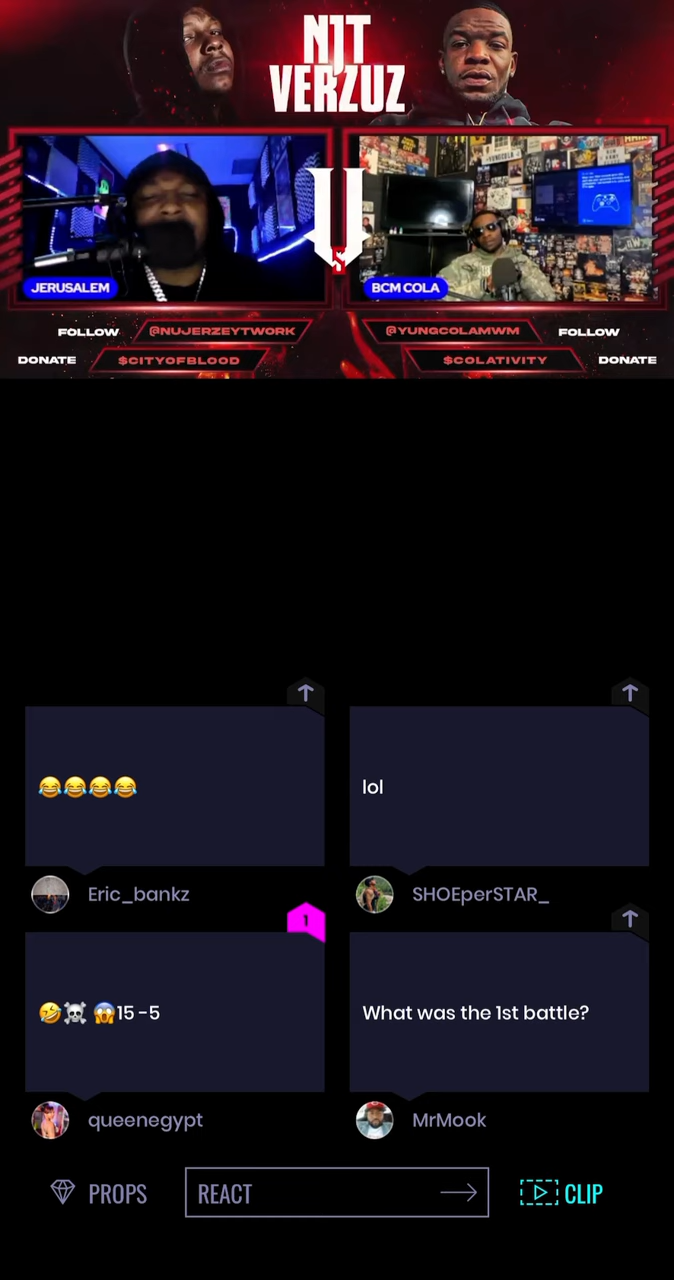 NJT
VERZUZ
JERUSALEM
VS
BCM COLA
FOLLOW @NUJERZEYTWORK @YUNGCOLAMWM FOLLOW
DONATE $CITYOFBLOOD $COLATIVITY DONATE
😂😂😂😂
Eric_bankz
lol
SHOEperSTAR_
1
🤣☠️ 😱15 -5
queenegypt
What was the 1st battle?
MrMook
PROPS REACT CLIP